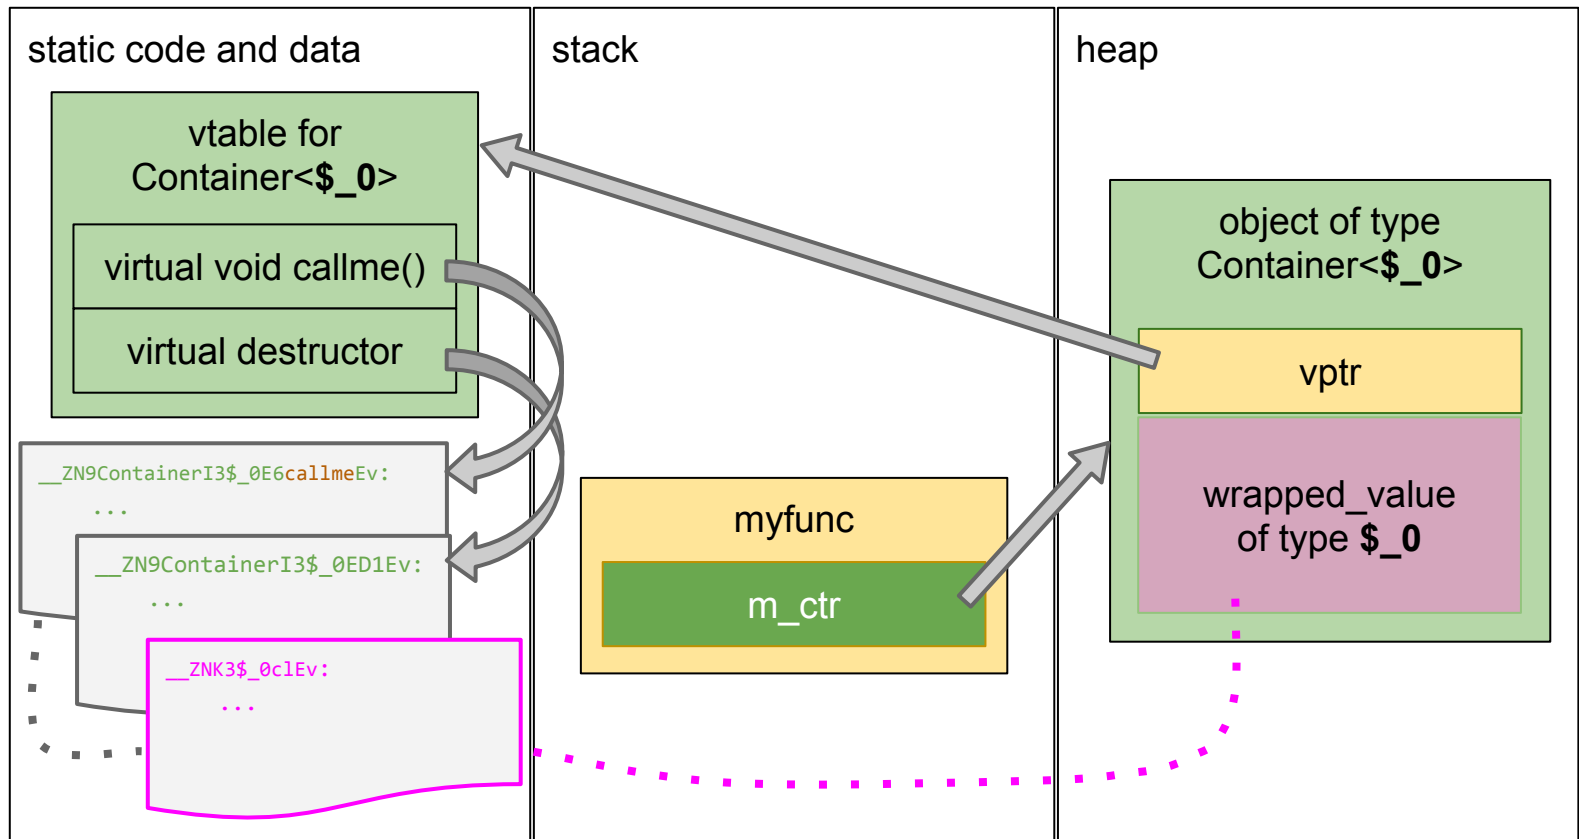 static code and data
vtable for
Container<$_0>
virtual void callme()
virtual destructor
__ZN9ContainerI3$_0E6callmeEv:
...
__ZN9ContainerI3$_0ED1Ev:
...
__ZNK3$_0clEv:
...
stack
myfunc
m_ctr
heap
object of type
Container<$_0>
vptr
wrapped_value
of type $_0